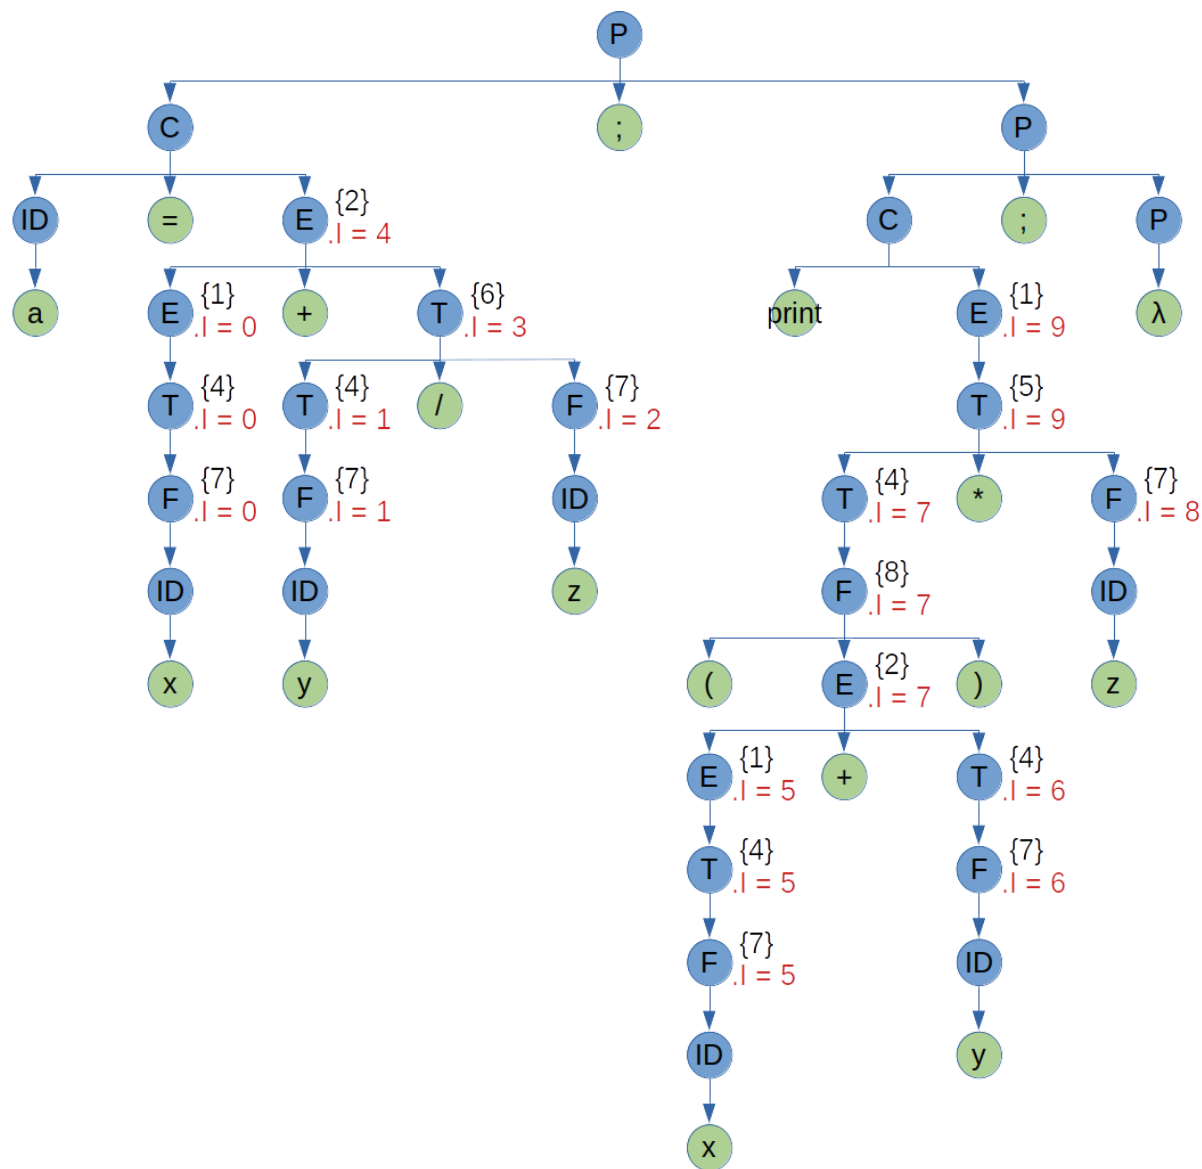 P
C ; P
ID = E {2} .l = 4 C ; P
a E {1} .l = 0 + T {6} .l = 3 print E {1} .l = 9 λ
T {4} .l = 0 T {4} .l = 1 / F {7} .l = 2 T {5} .l = 9
F {7} .l = 0 F {7} .l = 1 ID T {4} .l = 7 * F {7} .l = 8
ID ID z F {8} .l = 7 ID
x y ( E {2} .l = 7 ) z
E {1} .l = 5 + T {4} .l = 6
T {4} .l = 5 F {7} .l = 6
F {7} .l = 5 ID
ID y
x